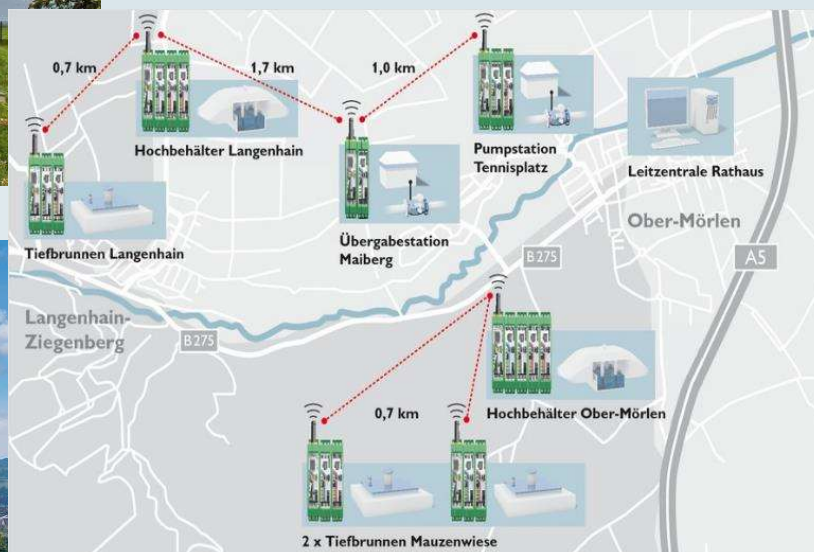 0,7 km
1,7 km
1,0 km
Hochbehälter Langenhain
Pumpstation
Tennisplatz
Leitzentrale Rathaus
Tiefbrunnen Langenhain
Übergabestation
Maiberg
Ober-Mörlen
B275
A5
Langenhain-
Ziegenberg
B275
0,7 km
Hochbehälter Ober-Mörlen
2 x Tiefbrunnen Mauzenwiese